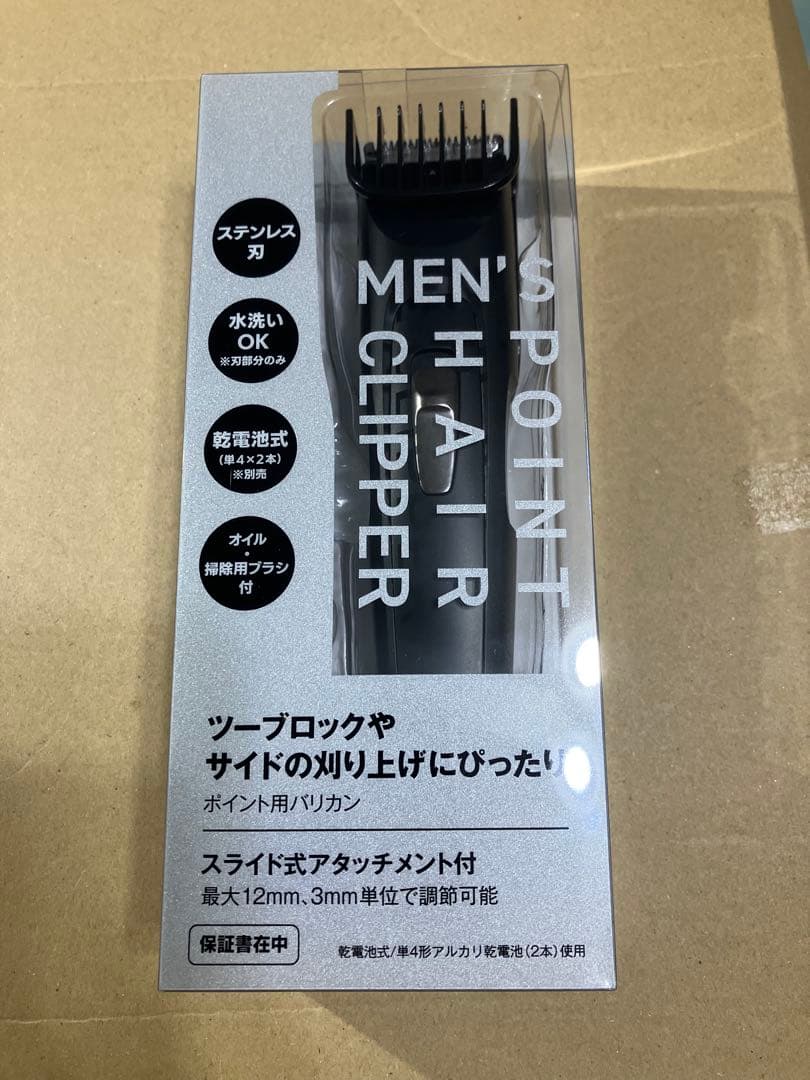 MEN'S
POINT
HAIR
CLIPPER
ステンレス
刃
水洗い
OK
※刃部分のみ
乾電池式
(単4×2本)
※別売
オイル
・
掃除用ブラシ
付
ツーブロックや
サイドの刈り上げにぴったり
ポイント用バリカン
スライド式アタッチメント付
最大12mm、3mm単位で調節可能
保証書在中
乾電池式/単4形アルカリ乾電池(2本)使用